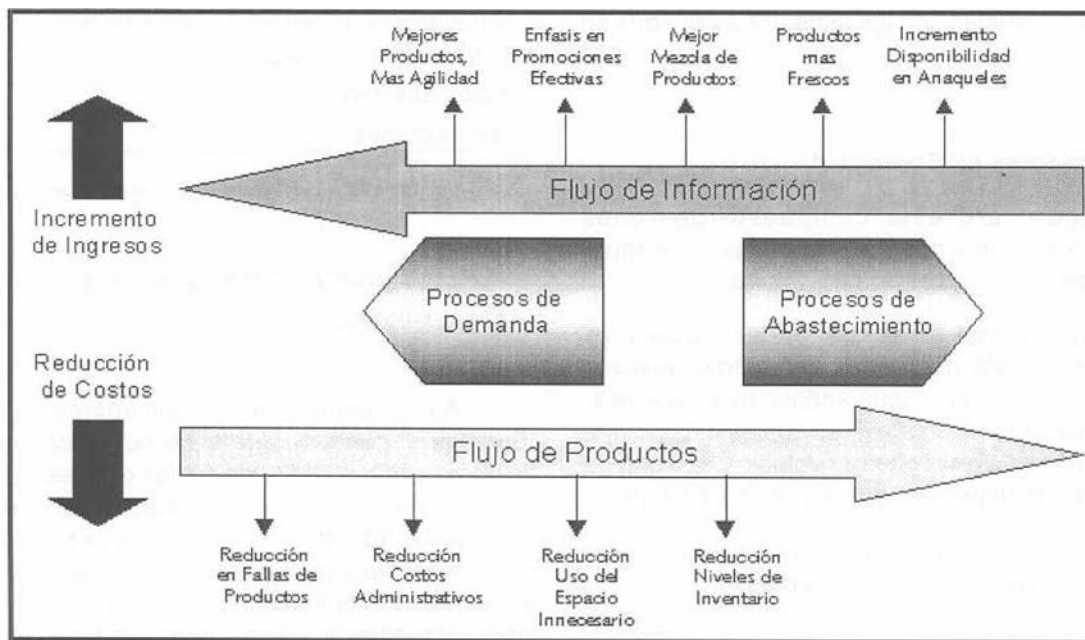 Mejores
Productos,
Mas Agilidad
Enfasis en
Promociones
Efectivas
Mejor
Mezcla de
Productos
Productos
mas
Frescos
Incremento
Disponibilidad
en Anaqueles
Flujo de Información
Incremento
de Ingresos
Procesos de
Demanda
Procesos de
Abastecimiento
Reducción
de Costos
Flujo de Productos
Reducción
en Fallas de
Productos
Reducción
Costos
Administrativos
Reducción
Uso del
Espacio
Innecesario
Reducción
Niveles de
Inventario